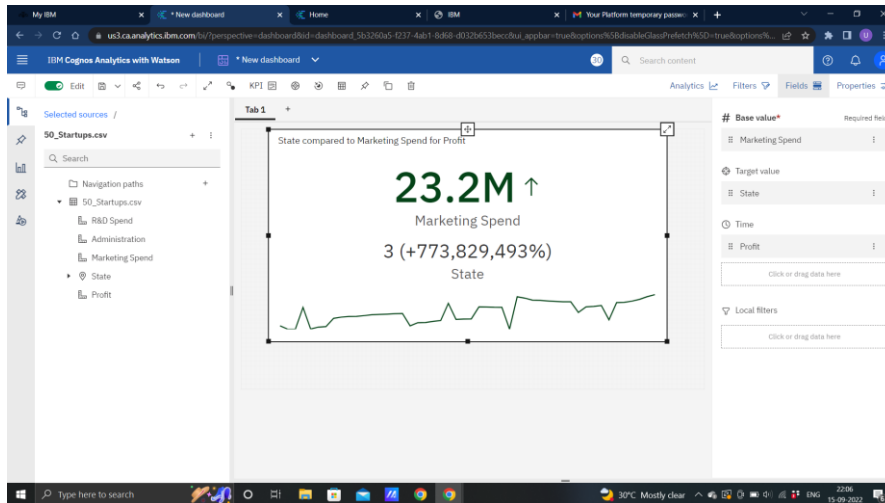 My IBM
* New dashboard
Home
IBM
Your Platform temporary passwo
us3.ca.analytics.ibm.com/bi/?perspective=dashboard&id=dashboard_5b3260a5-f237-4ab1-8d68-d032b653becc&ui_appbar=true&options%5BdisableGlassPrefetch%5D=true&options%...
IBM Cognos Analytics with Watson
* New dashboard
30
Search content
Edit
KPI
Analytics
Filters
Fields
Properties
Selected sources /
50_Startups.csv
Search
Navigation paths
50_Startups.csv
R&D Spend
Administration
Marketing Spend
State
Profit
Tab 1
State compared to Marketing Spend for Profit
23.2M ↑
Marketing Spend
3 (+773,829,493%)
State
# Base value*
Required fiel
Marketing Spend
Target value
State
Time
Profit
Click or drag data here
Local filters
Click or drag data here
Type here to search
30°C Mostly clear
ENG
22:06
15-09-2022